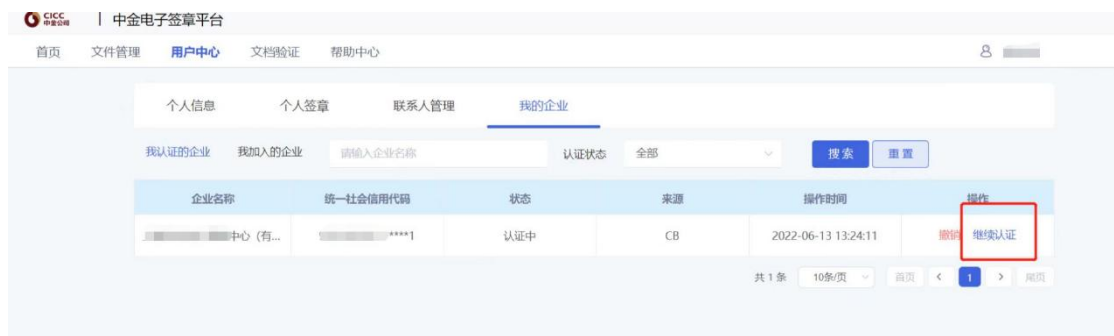 CICC 中金公司 | 中金电子签章平台
首页 文件管理 用户中心 文档验证 帮助中心
个人信息 个人签章 联系人管理 我的企业
我认证的企业 我加入的企业 请输入企业名称 认证状态 全部 搜索 重置
企业名称 统一社会信用代码 状态 来源 操作时间 操作
中心（有... ****1 认证中 CB 2022-06-13 13:24:11 撤销 继续认证
共 1 条 10条/页 首页 < 1 > 尾页